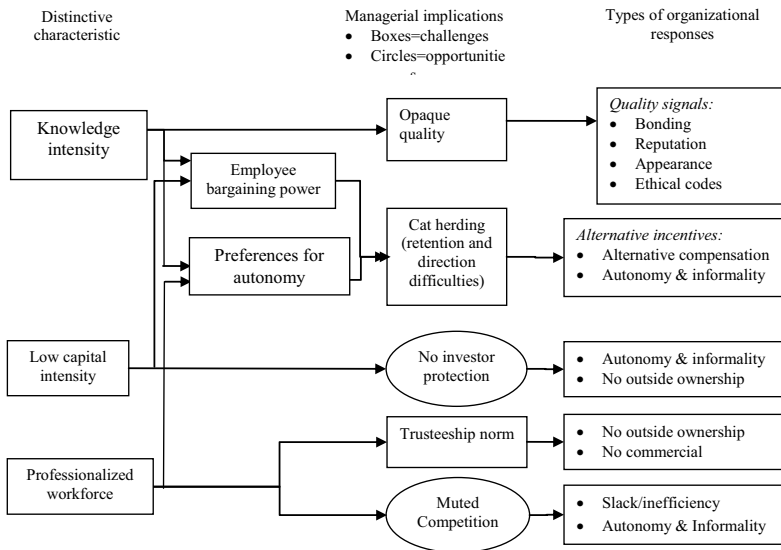 Distinctive
characteristic
Managerial implications
• Boxes=challenges
• Circles=opportunitie
Types of organizational
responses
Knowledge
intensity
Opaque
quality
Quality signals:
• Bonding
• Reputation
• Appearance
• Ethical codes
Employee
bargaining power
Preferences for
autonomy
Cat herding
(retention and
direction
difficulties)
Alternative incentives:
• Alternative compensation
• Autonomy & informality
Low capital
intensity
No investor
protection
• Autonomy & informality
• No outside ownership
Professionalized
workforce
Trusteeship norm
• No outside ownership
• No commercial
Muted
Competition
• Slack/inefficiency
• Autonomy & Informality